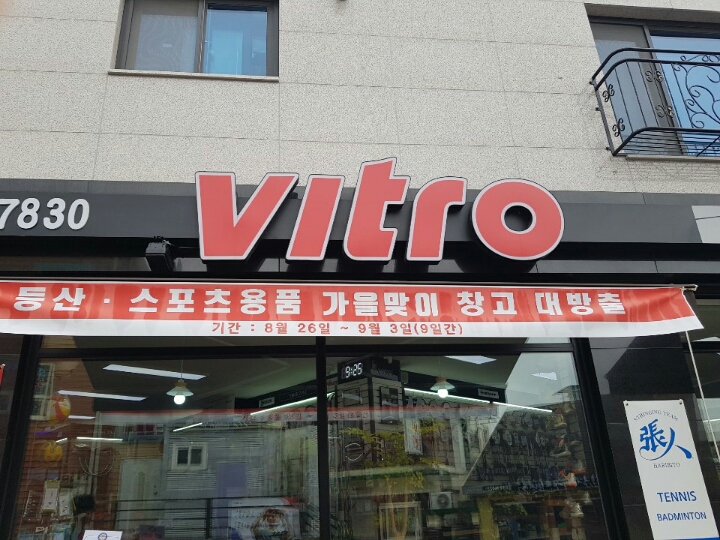 7830
vitro
등산 · 스포츠용품 가을맞이 창고 대방출
기간 : 8월 26일 ~ 9월 3일(9일간)
9:25
張人
TENNIS
BADMINTON